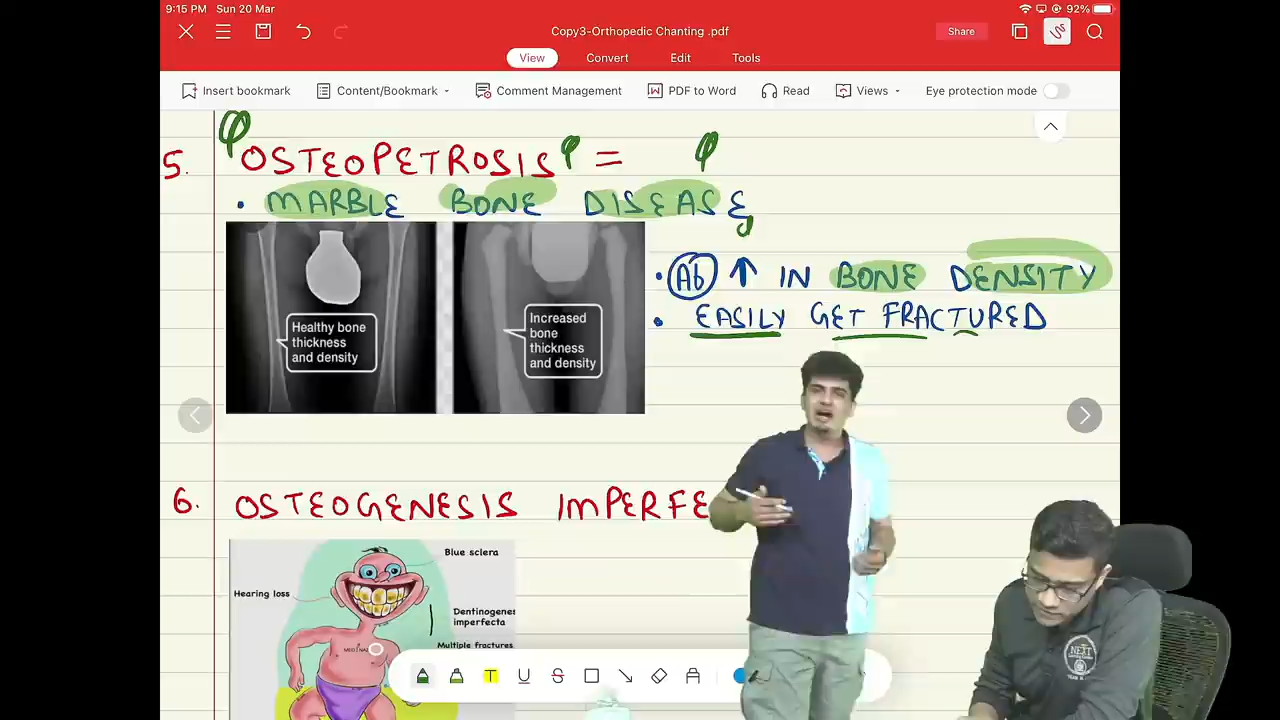 9:15 PM Sun 20 Mar 92%
Copy3-Orthopedic Chanting .pdf
Share
View Convert Edit Tools
Insert bookmark Content/Bookmark Comment Management PDF to Word Read Views Eye protection mode
5. OSTEOPETROSIS =
• MARBLE BONE DISEASE
Healthy bone
thickness
and density
Increased
bone
thickness
and density
• Ab ↑ IN BONE DENSITY
• EASILY GET FRACTURED
6. OSTEOGENESIS IMPERFE
Blue sclera
Hearing loss
Dentinogenes
imperfecta
Multiple fractures
T U S
NEXT